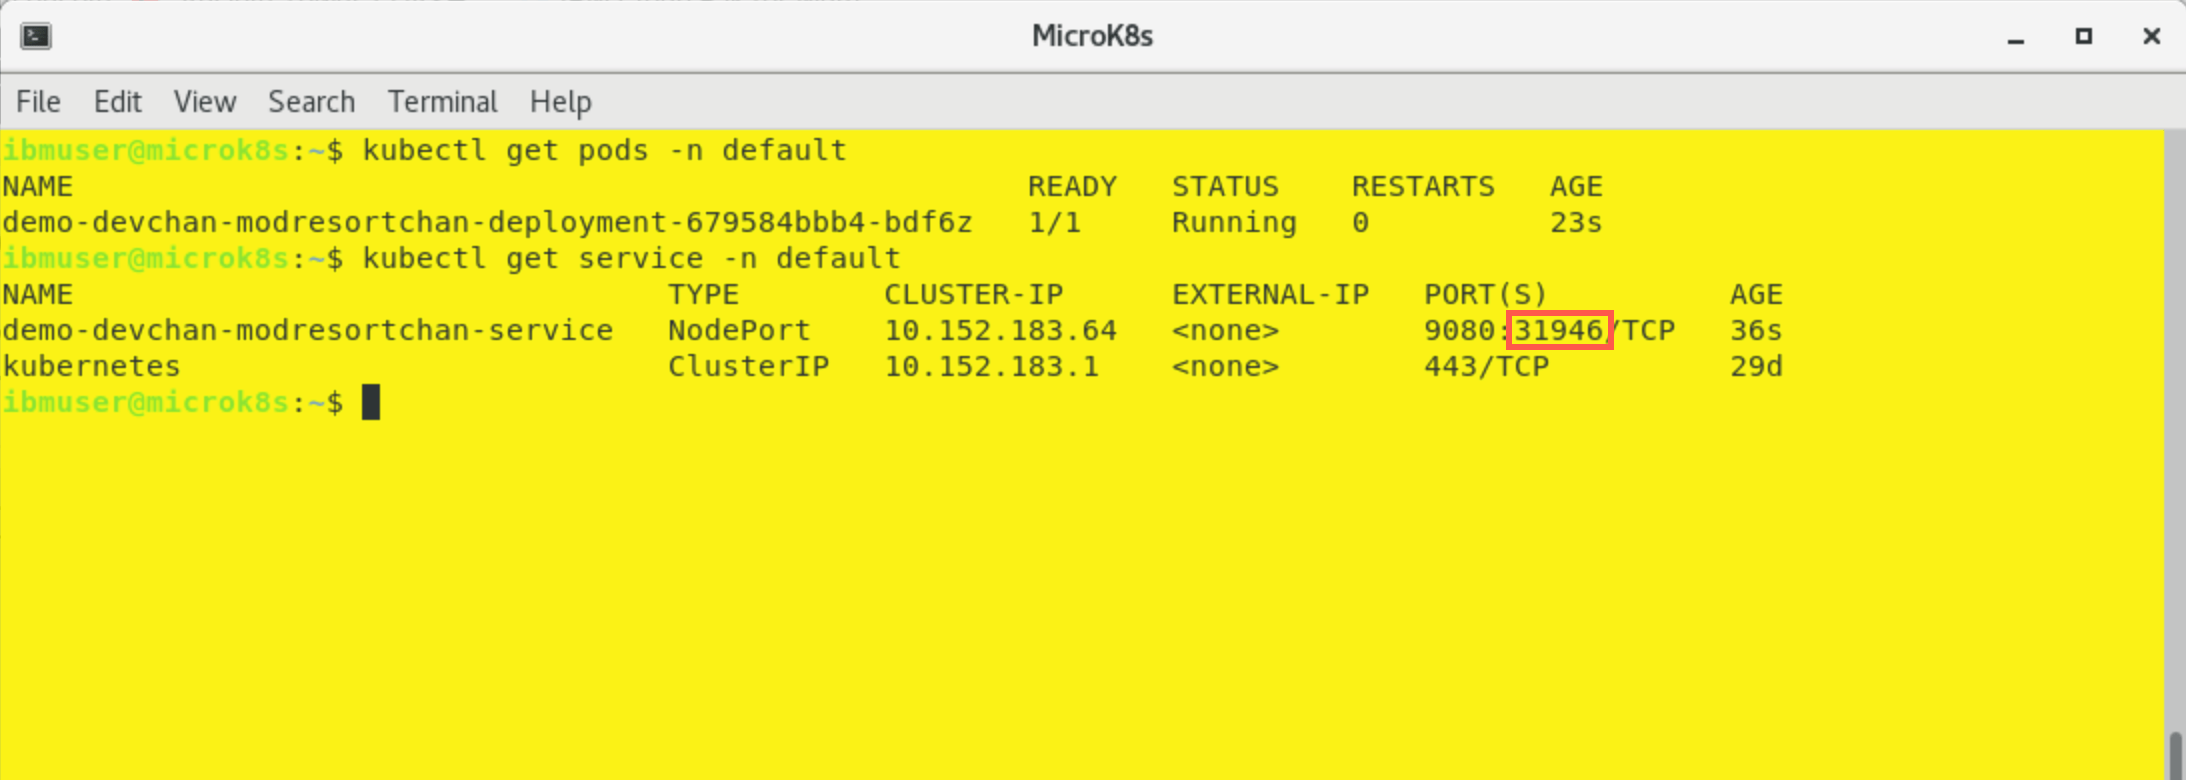 MicroK8s
File Edit View Search Terminal Help
ibmuser@microk8s:~$ kubectl get pods -n default
NAME READY STATUS RESTARTS AGE
demo-devchan-modresortchan-deployment-679584bbb4-bdf6z 1/1 Running 0 23s
ibmuser@microk8s:~$ kubectl get service -n default
NAME TYPE CLUSTER-IP EXTERNAL-IP PORT(S) AGE
demo-devchan-modresortchan-service NodePort 10.152.183.64 <none> 9080:31946/TCP 36s
kubernetes ClusterIP 10.152.183.1 <none> 443/TCP 29d
ibmuser@microk8s:~$